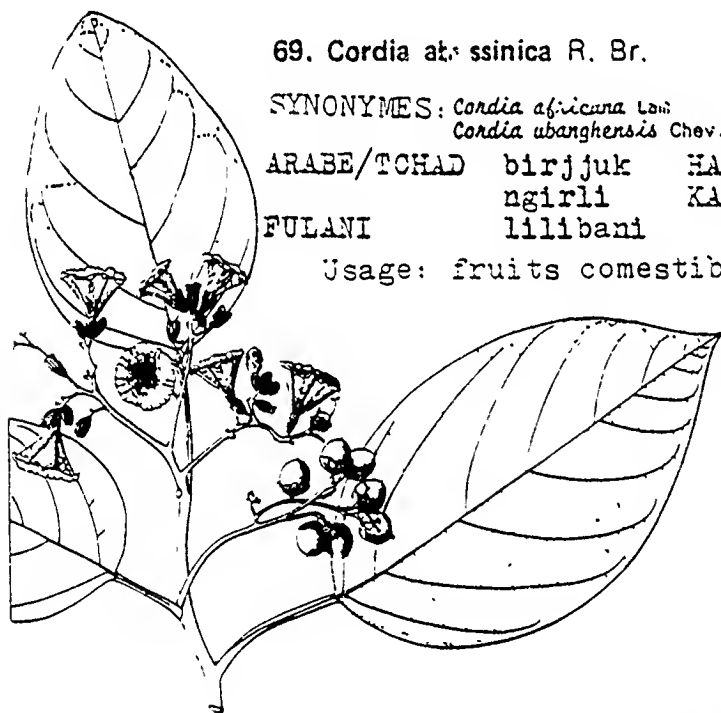 69. Cordia ab ssinica R. Br.
SYNONYMES: Cordia africana Lam
Cordia ubanghensis Chev.
ARABE/TCHAD birjjuk HA
ngirli KA
FULANI lilibani
Usage: fruits comestib